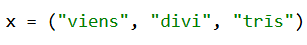 x = ("viens", "divi", "trīs")